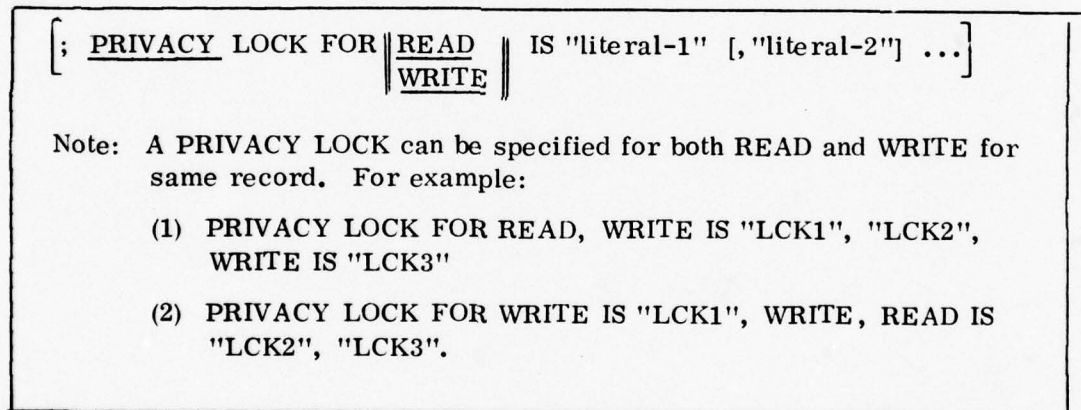 [; PRIVACY LOCK FOR ‖ READ ‖ IS "literal-1" [, "literal-2"] ...]
WRITE
Note: A PRIVACY LOCK can be specified for both READ and WRITE for
same record. For example:
(1) PRIVACY LOCK FOR READ, WRITE IS "LCK1", "LCK2",
WRITE IS "LCK3"
(2) PRIVACY LOCK FOR WRITE IS "LCK1", WRITE, READ IS
"LCK2", "LCK3".